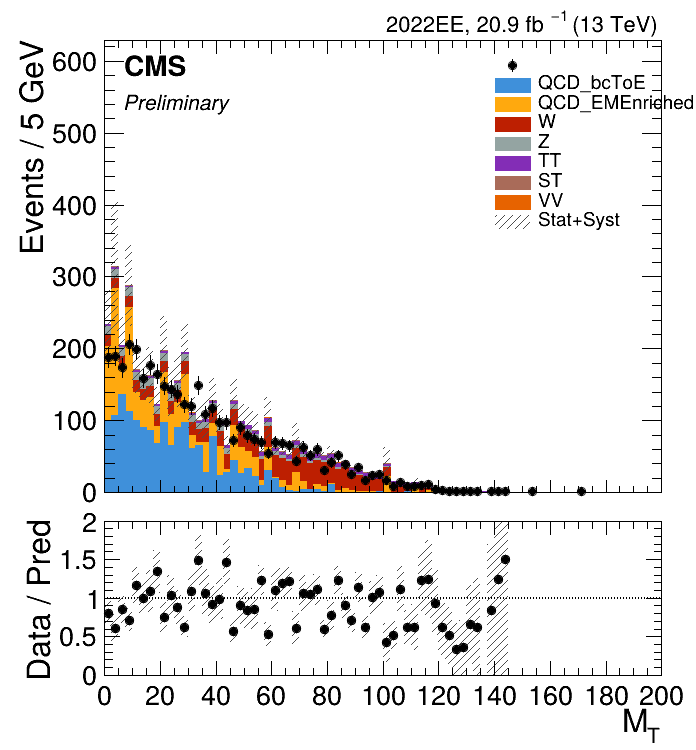 2022EE, 20.9 fb⁻¹ (13 TeV)
CMS
Preliminary
Events / 5 GeV
600
500
400
300
200
100
0
QCD_bcToE
QCD_EMEnriched
W
Z
TT
ST
VV
Stat+Syst
Data / Pred
2
1.5
1
0.5
0
0 20 40 60 80 100 120 140 160 180 200
M_T